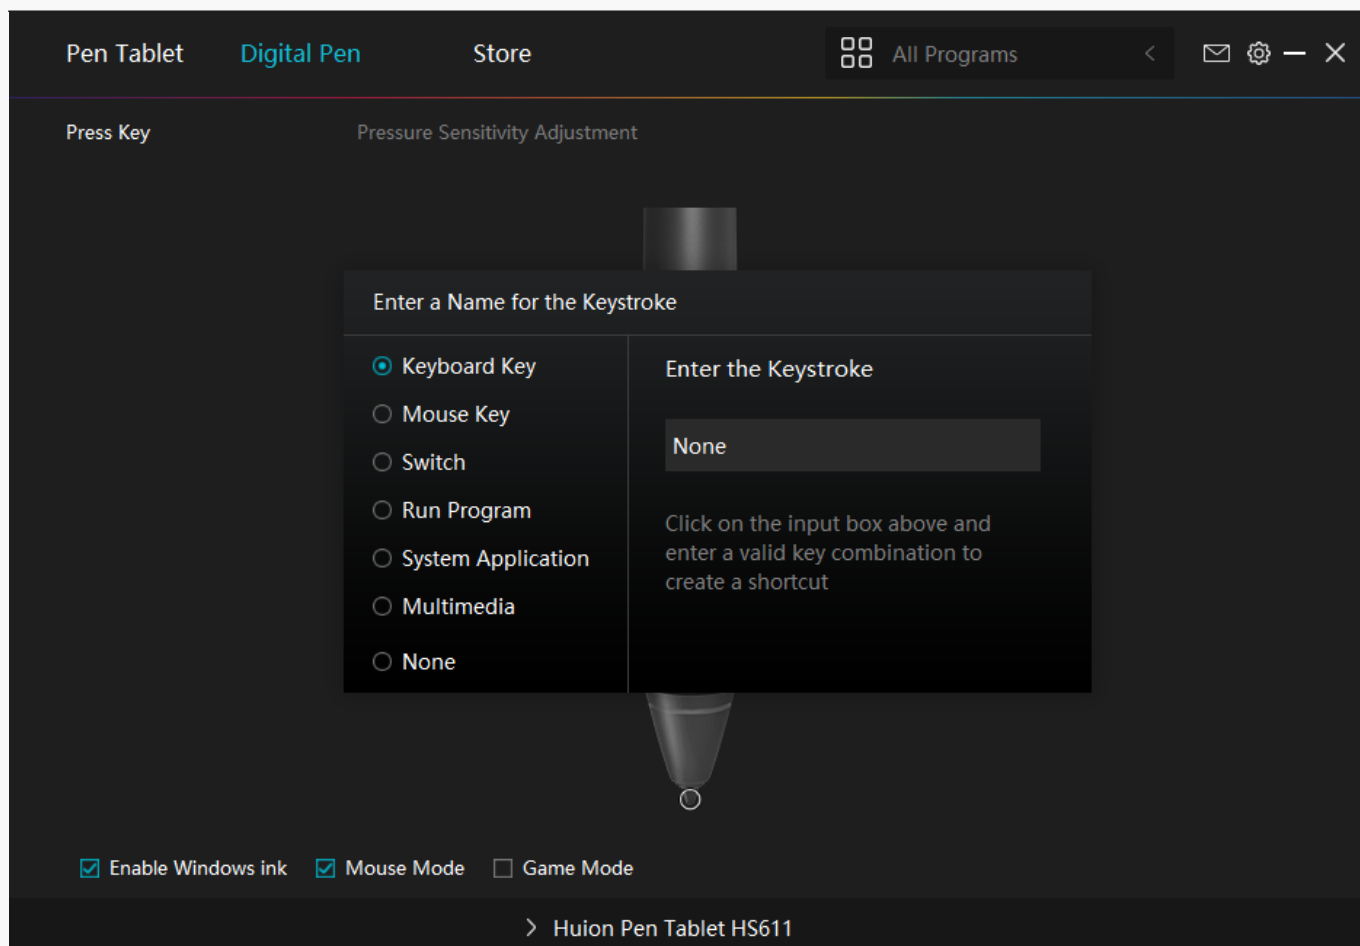 Pen Tablet Digital Pen Store All Programs
Press Key Pressure Sensitivity Adjustment
Enter a Name for the Keystroke
Keyboard Key
Mouse Key
Switch
Run Program
System Application
Multimedia
None
Enter the Keystroke
None
Click on the input box above and
enter a valid key combination to
create a shortcut
Enable Windows ink Mouse Mode Game Mode
Huion Pen Tablet HS611